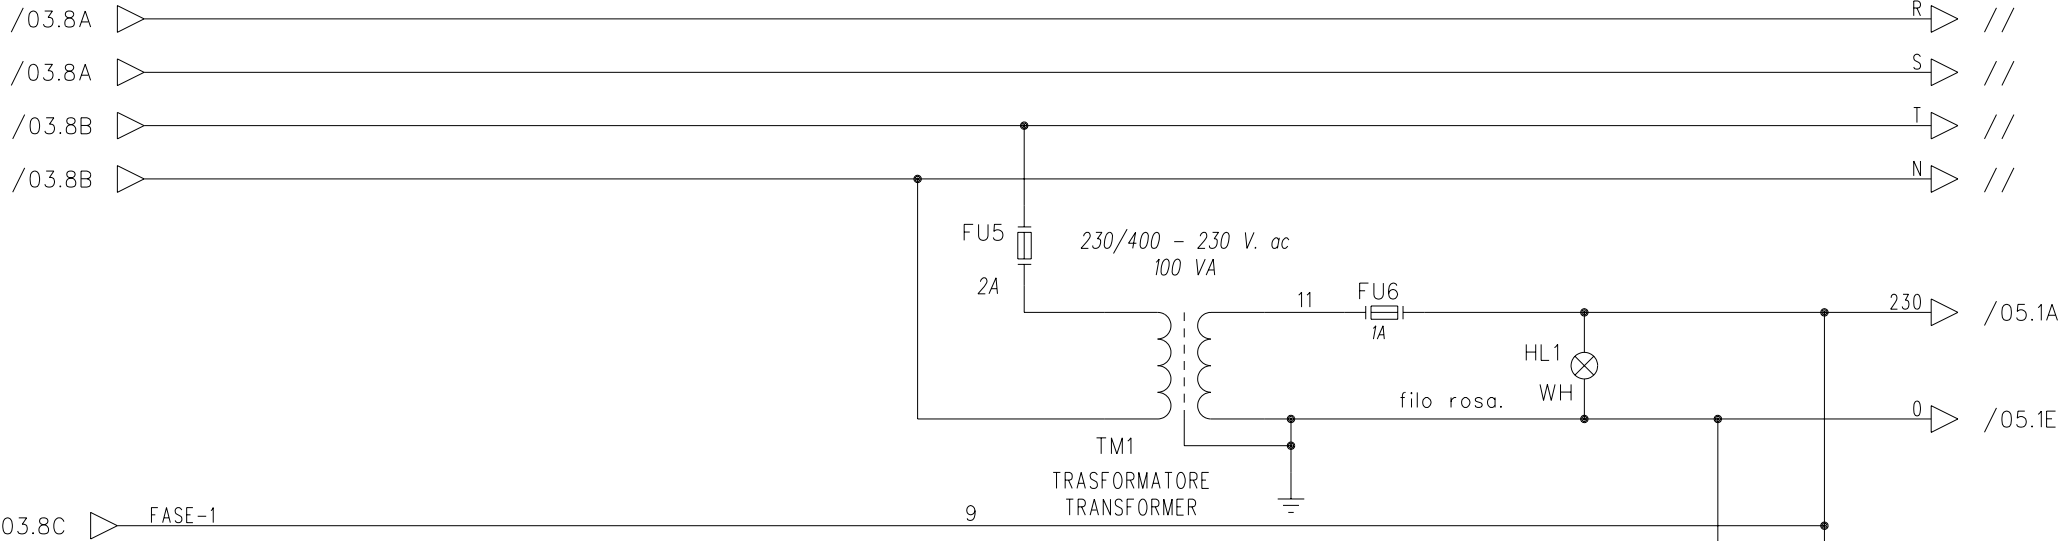 /03.8A R //
/03.8A S //
/03.8B T //
/03.8B N //
FU5
230/400 - 230 V. ac
100 VA
2A
11
FU6
1A
230
/05.1A
HL1
WH
filo rosa.
0
/05.1E
TM1
TRASFORMATORE
TRANSFORMER
03.8C
FASE-1
9